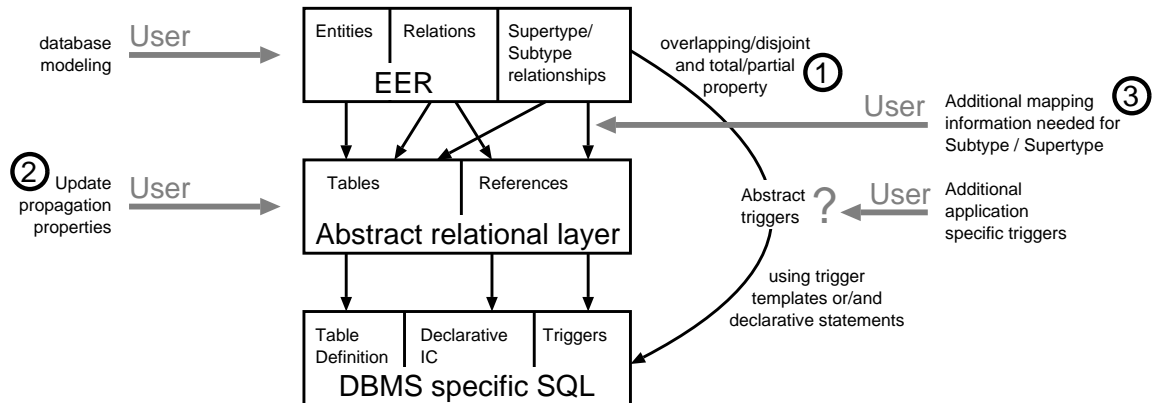 database
modeling
User
Entities
Relations
Supertype/
Subtype
relationships
EER
overlapping/disjoint
and total/partial
property
1
User
Additional mapping
information needed for
Subtype / Supertype
3
2
Update
propagation
properties
User
Tables
References
Abstract relational layer
Abstract
triggers
?
User
Additional
application
specific triggers
using trigger
templates or/and
declarative statements
Table
Definition
Declarative
IC
Triggers
DBMS specific SQL